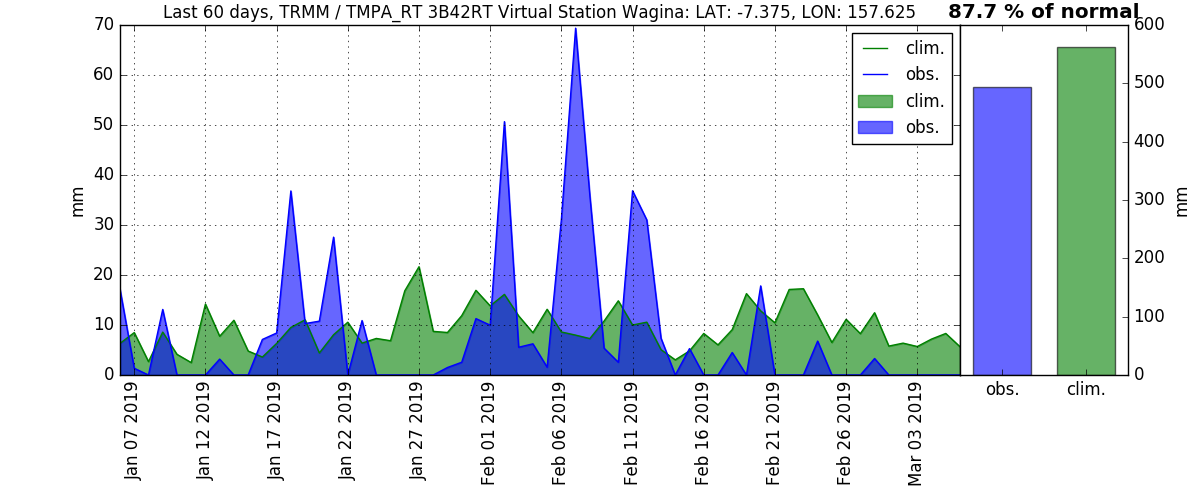 Last 60 days, TRMM / TMPA_RT 3B42RT Virtual Station Wagina: LAT: -7.375, LON: 157.625
87.7 % of normal
70
60
50
40
30
20
10
0
mm
clim.
obs.
clim.
obs.
Jan 07 2019
Jan 12 2019
Jan 17 2019
Jan 22 2019
Jan 27 2019
Feb 01 2019
Feb 06 2019
Feb 11 2019
Feb 16 2019
Feb 21 2019
Feb 26 2019
Mar 03 2019
600
500
400
300
200
100
0
mm
obs.
clim.